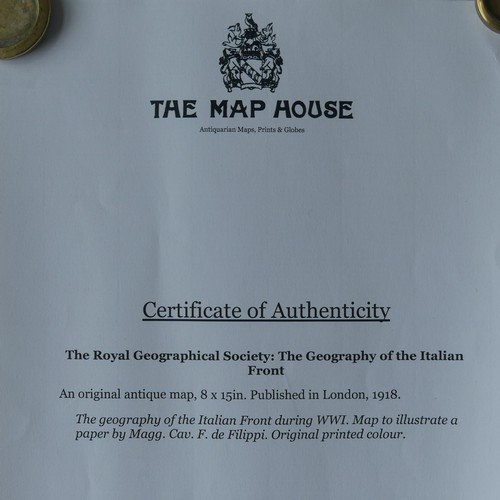 THE MAP HOUSE
Antiquarian Maps, Prints & Globes
Certificate of Authenticity
The Royal Geographical Society: The Geography of the Italian
Front
An original antique map, 8 x 15in. Published in London, 1918.
The geography of the Italian Front during WWI. Map to illustrate a
paper by Magg. Cav. F. de Filippi. Original printed colour.